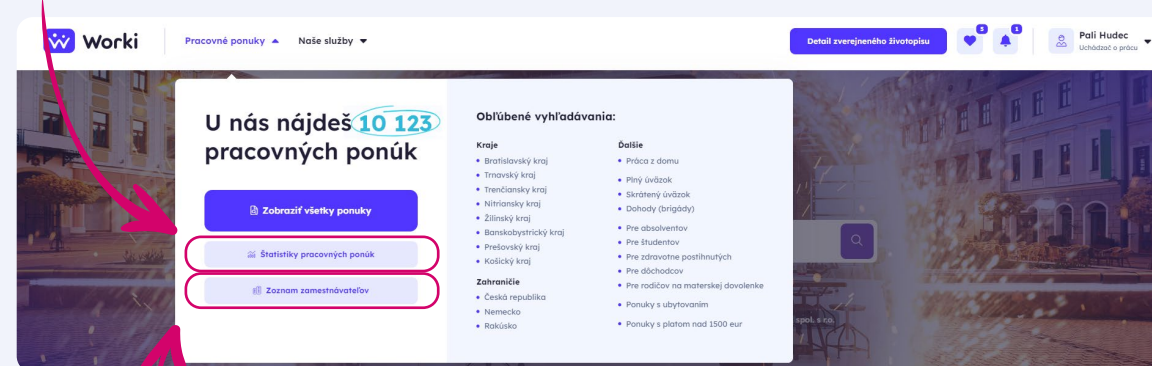 Worki
Pracovné ponuky
Naše služby
Detail zverejneného životopisu
5
1
Pali Hudec
Uchádzač o prácu
U nás nájdeš 10 123
pracovných ponúk
Zobraziť všetky ponuky
Štatistiky pracovných ponúk
Zoznam zamestnávateľov
Obľúbené vyhľadávania:
Kraje
Bratislavský kraj
Trnavský kraj
Trenčiansky kraj
Nitriansky kraj
Žilinský kraj
Banskobystrický kraj
Prešovský kraj
Košický kraj
Zahraničie
Česká republika
Nemecko
Rakúsko
Ďalšie
Práca z domu
Plný úväzok
Skrátený úväzok
Dohody (brigády)
Pre absolventov
Pre študentov
Pre zdravotne postihnutých
Pre dôchodcov
Pre rodičov na materskej dovolenke
Ponuky s ubytovaním
Ponuky s platom nad 1500 eur
spol. s r.o.